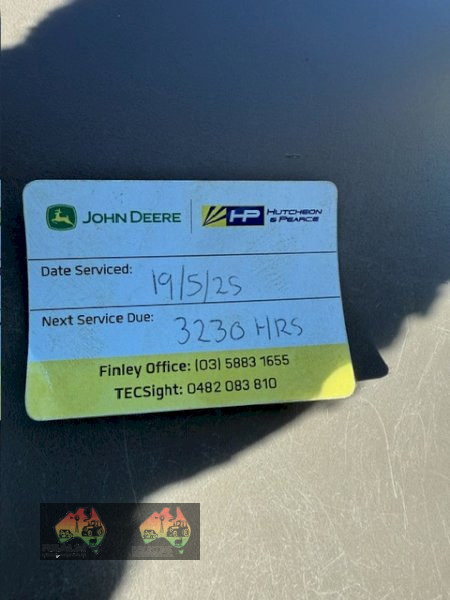 JOHN DEERE
HP
HUTCHEON
& PEARCE
Date Serviced: 19/5/25
Next Service Due: 3230 HRS
Finley Office: (03) 5883 1655
TECSight: 0482 083 810